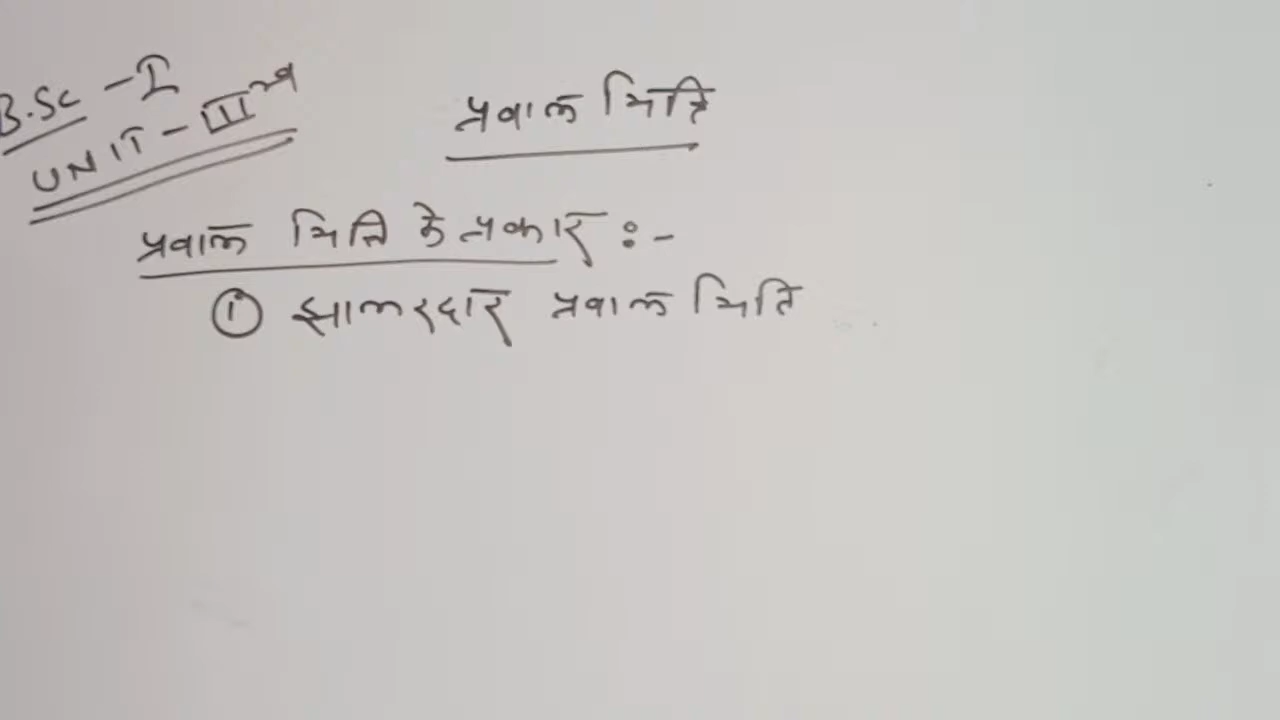 B.Sc - I
UNIT - III अ
प्रवाल भित्ति
प्रवाल भित्ति के प्रकार :-
① झालरदार प्रवाल भित्ति